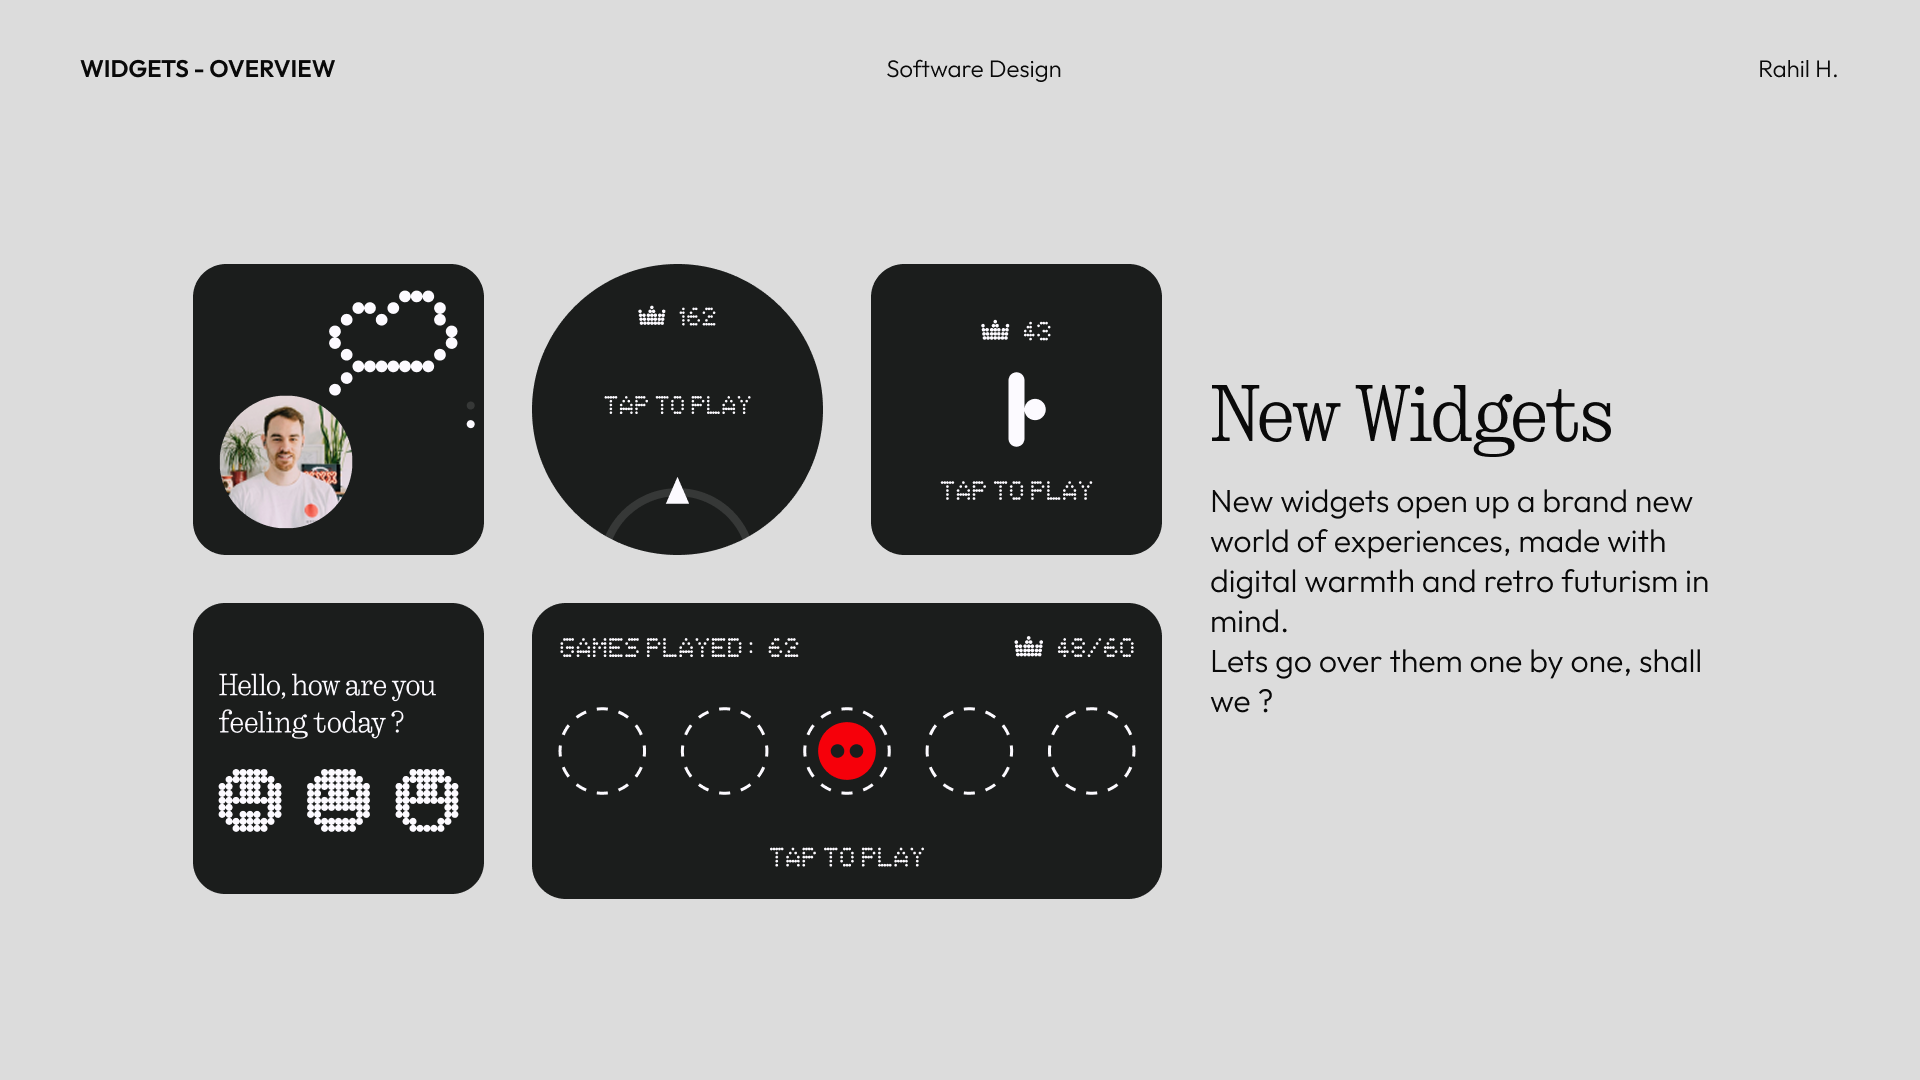 WIDGETS - OVERVIEW
Software Design
Rahil H.
162
TAP TO PLAY
43
TAP TO PLAY
New Widgets
New widgets open up a brand new
world of experiences, made with
digital warmth and retro futurism in
mind.
Lets go over them one by one, shall
we ?
Hello, how are you
feeling today ?
GAMES PLAYED: 62
48/60
TAP TO PLAY